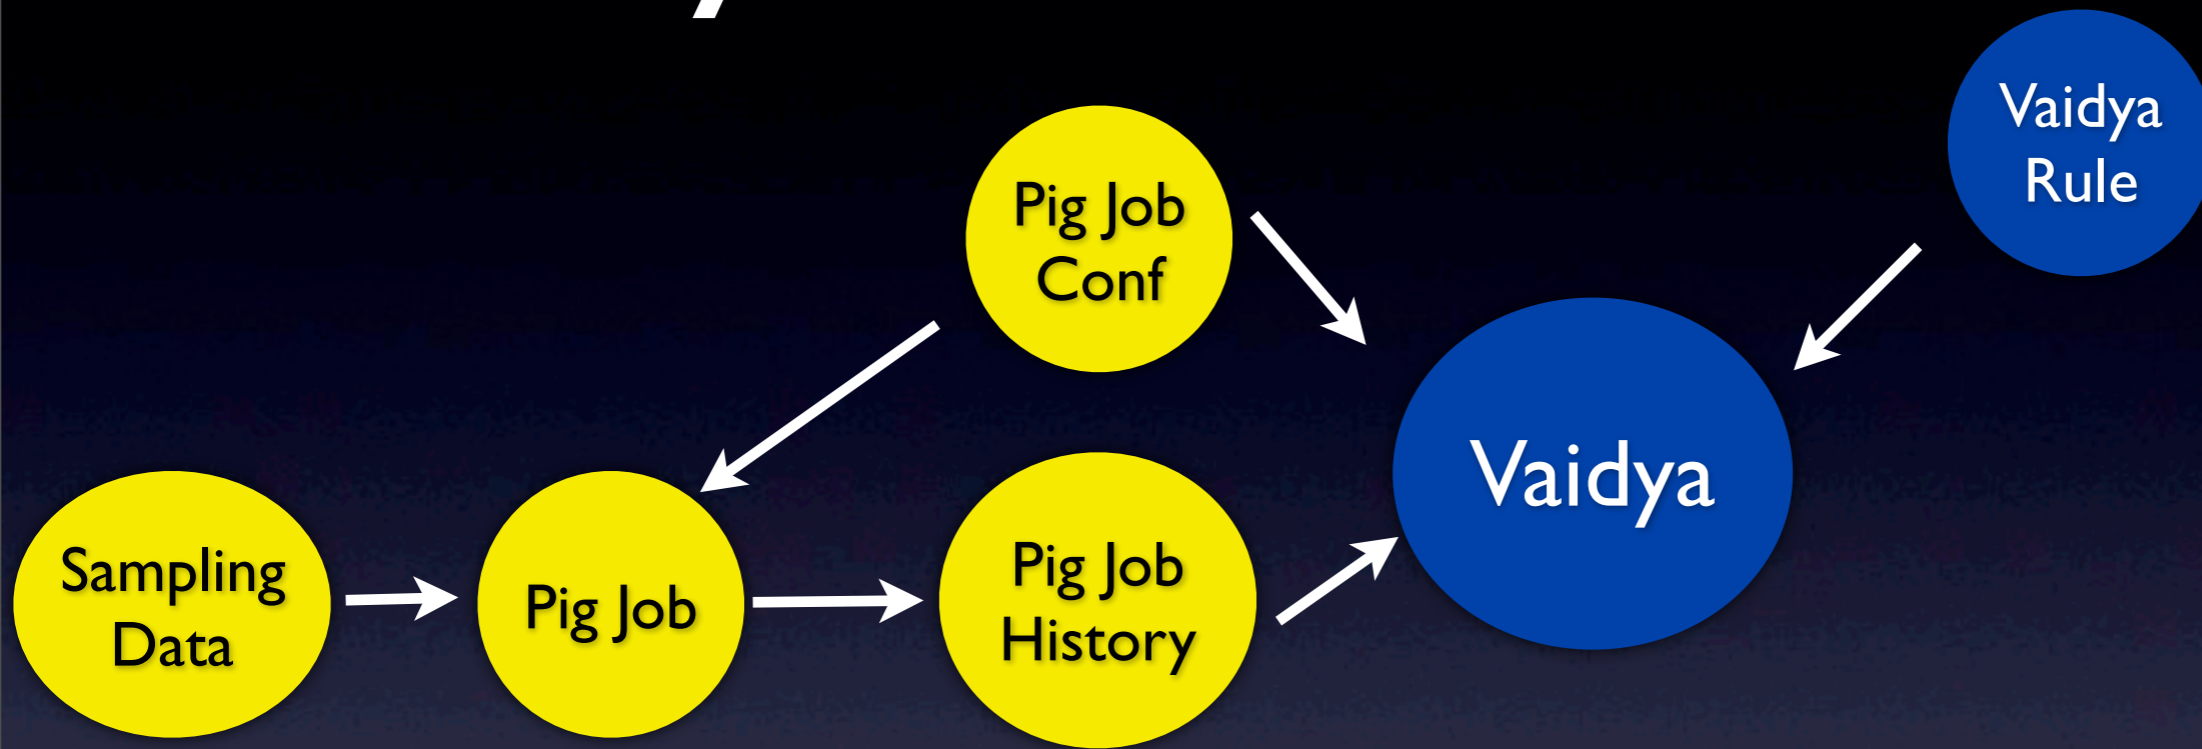 Vaidya
Rule
Pig Job
Conf
Vaidya
Sampling
Data
Pig Job
Pig Job
History